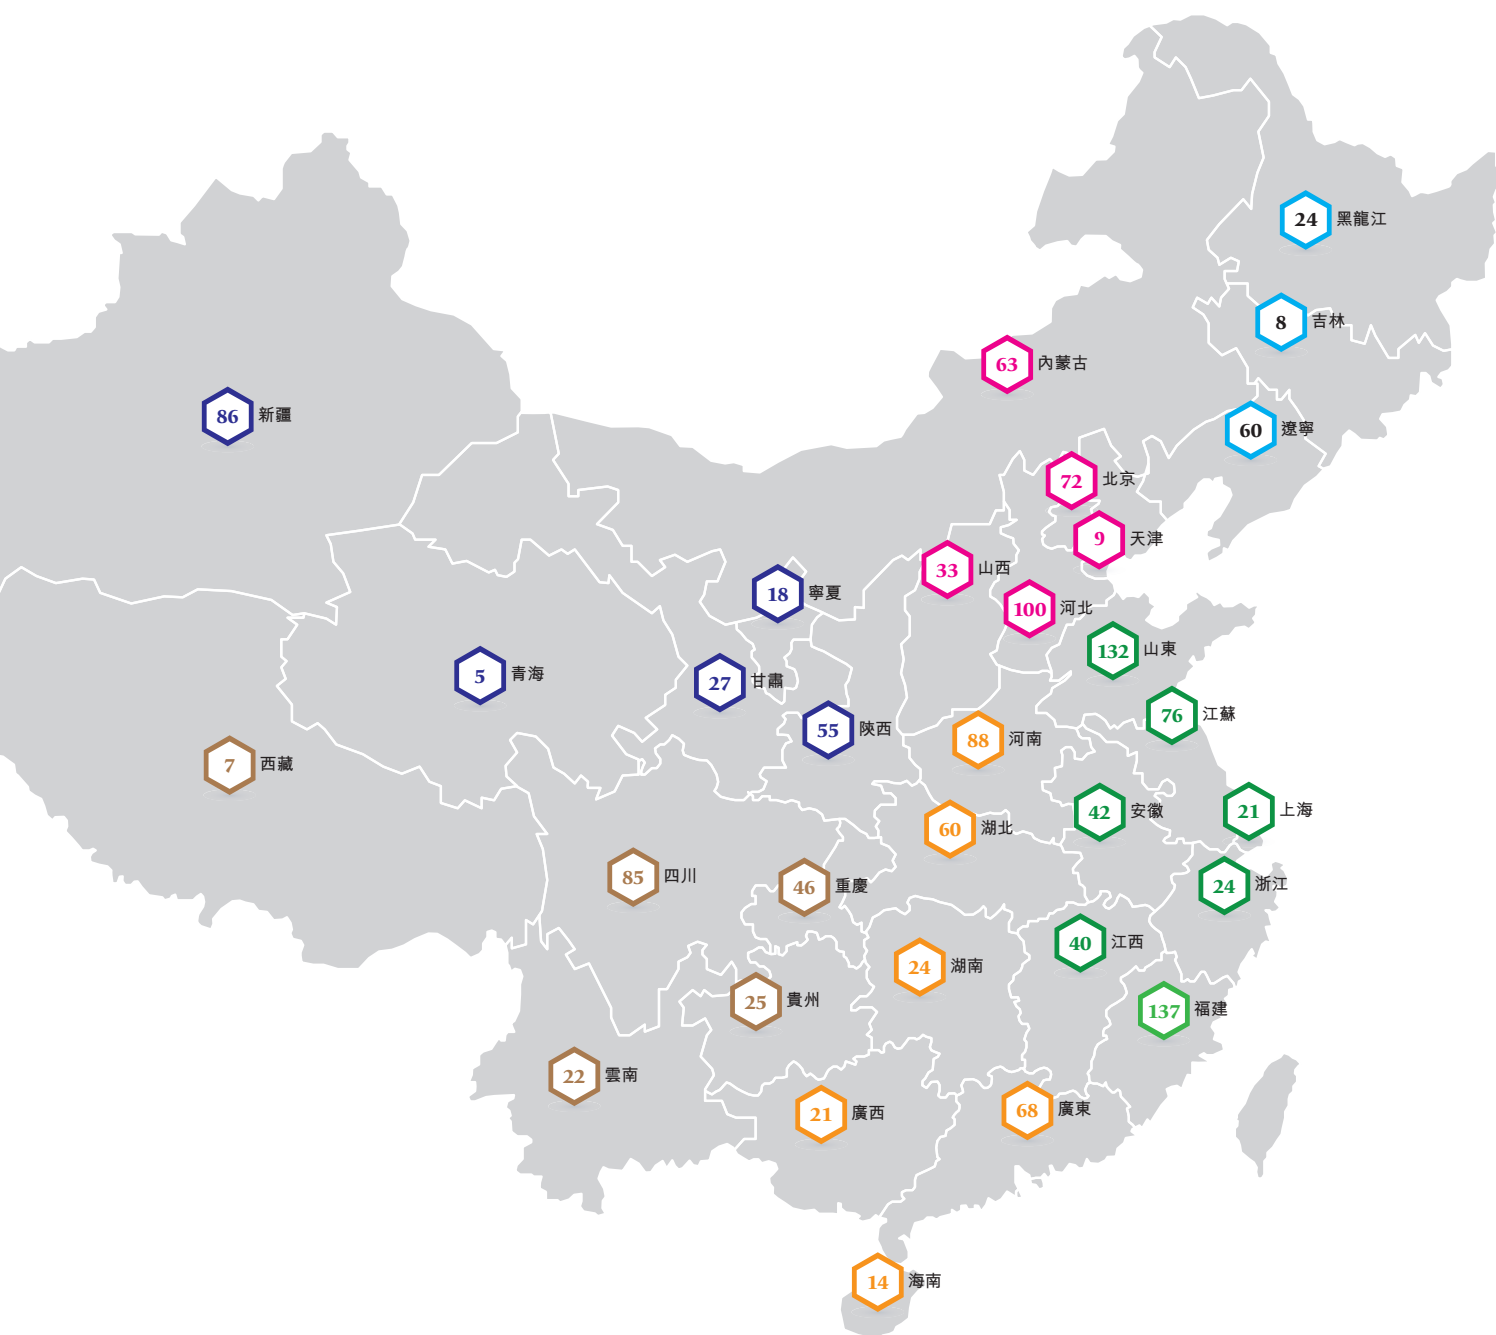 24 黑龍江
8 吉林
63 內蒙古
86 新疆
60 遼寧
72 北京
9 天津
33 山西
18 寧夏
100 河北
132 山東
5 青海
27 甘肅
76 江蘇
55 陝西
88 河南
7 西藏
42 安徽
21 上海
60 湖北
85 四川
46 重慶
24 浙江
40 江西
24 湖南
25 貴州
137 福建
22 雲南
21 廣西
68 廣東
14 海南